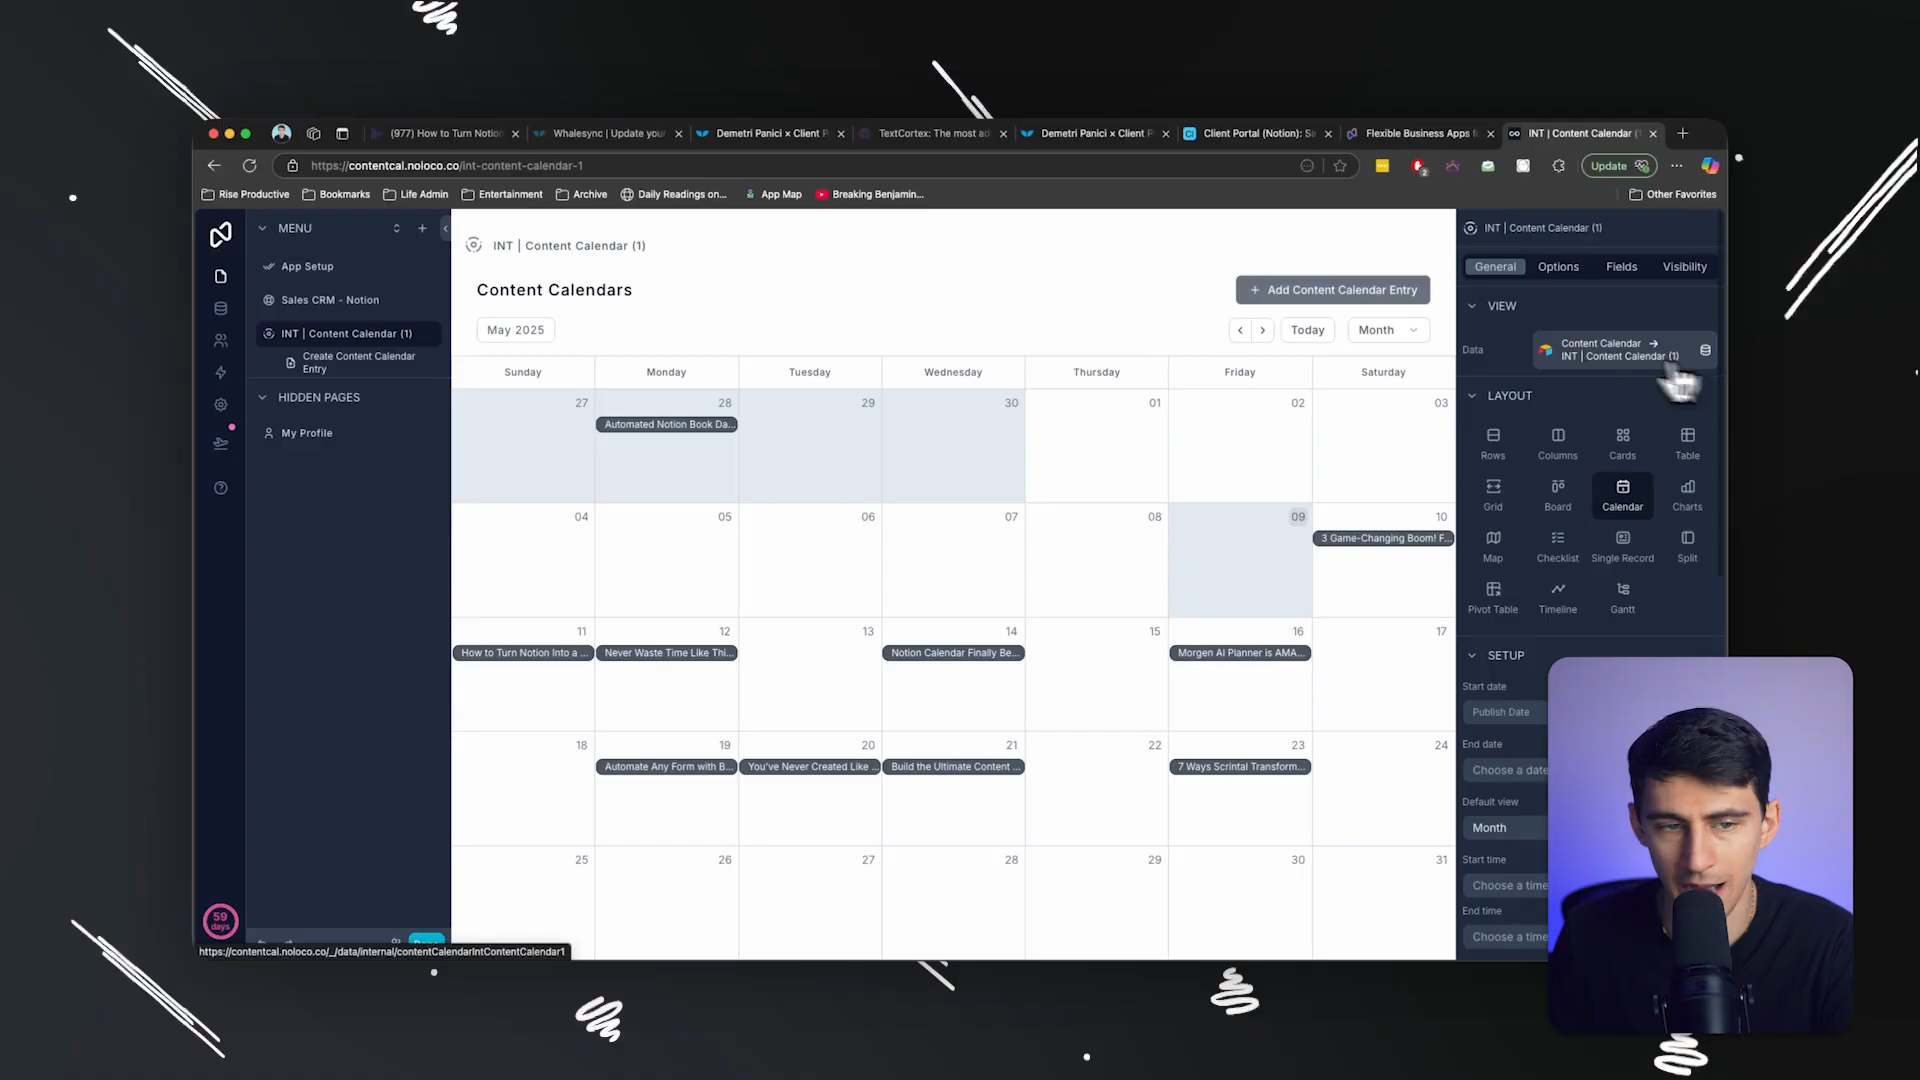 (977) How to Turn Notion
Whalesync | Update your
Demetri Panici × Client P
TextCortex: The most ad
Demetri Panici × Client P
Client Portal (Notion): Sa
Flexible Business Apps f
INT | Content Calendar (1
https://contentcal.noloco.co/int-content-calendar-1
2
Update
Rise Productive
Bookmarks
Life Admin
Entertainment
Archive
Daily Readings on...
App Map
Breaking Benjamin...
Other Favorites
MENU
App Setup
Sales CRM - Notion
INT | Content Calendar (1)
Create Content Calendar
Entry
HIDDEN PAGES
My Profile
59
days
https://contentcal.noloco.co/_/data/internal/contentCalendarIntContentCalendar1
INT | Content Calendar (1)
Content Calendars
+ Add Content Calendar Entry
May 2025
Today
Month
Sunday Monday Tuesday Wednesday Thursday Friday Saturday
27 28 29 30 01 02 03
Automated Notion Book Da...
04 05 06 07 08 09 10
3 Game-Changing Boom! F...
11 12 13 14 15 16 17
How to Turn Notion Into a ...
Never Waste Time Like Thi...
Notion Calendar Finally Be...
Morgen AI Planner is AMA...
18 19 20 21 22 23 24
Automate Any Form with B...
You've Never Created Like ...
Build the Ultimate Content ...
7 Ways Scrintal Transform...
25 26 27 28 29 30 31
INT | Content Calendar (1)
General Options Fields Visibility
VIEW
Data
Content Calendar →
INT | Content Calendar (1)
LAYOUT
Rows Columns Cards Table
Grid Board Calendar Charts
Map Checklist Single Record Split
Pivot Table Timeline Gantt
SETUP
Start date
Publish Date
End date
Choose a date
Default view
Month
Start time
Choose a time
End time
Choose a time